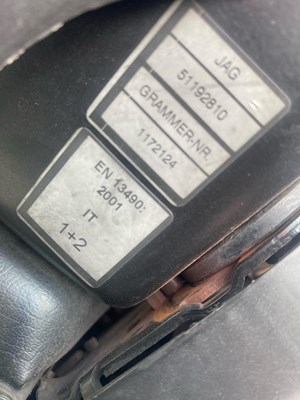 JAG
51192810
GRAMMER-NR.
1172124
EN 13490:
2001
IT
1+2